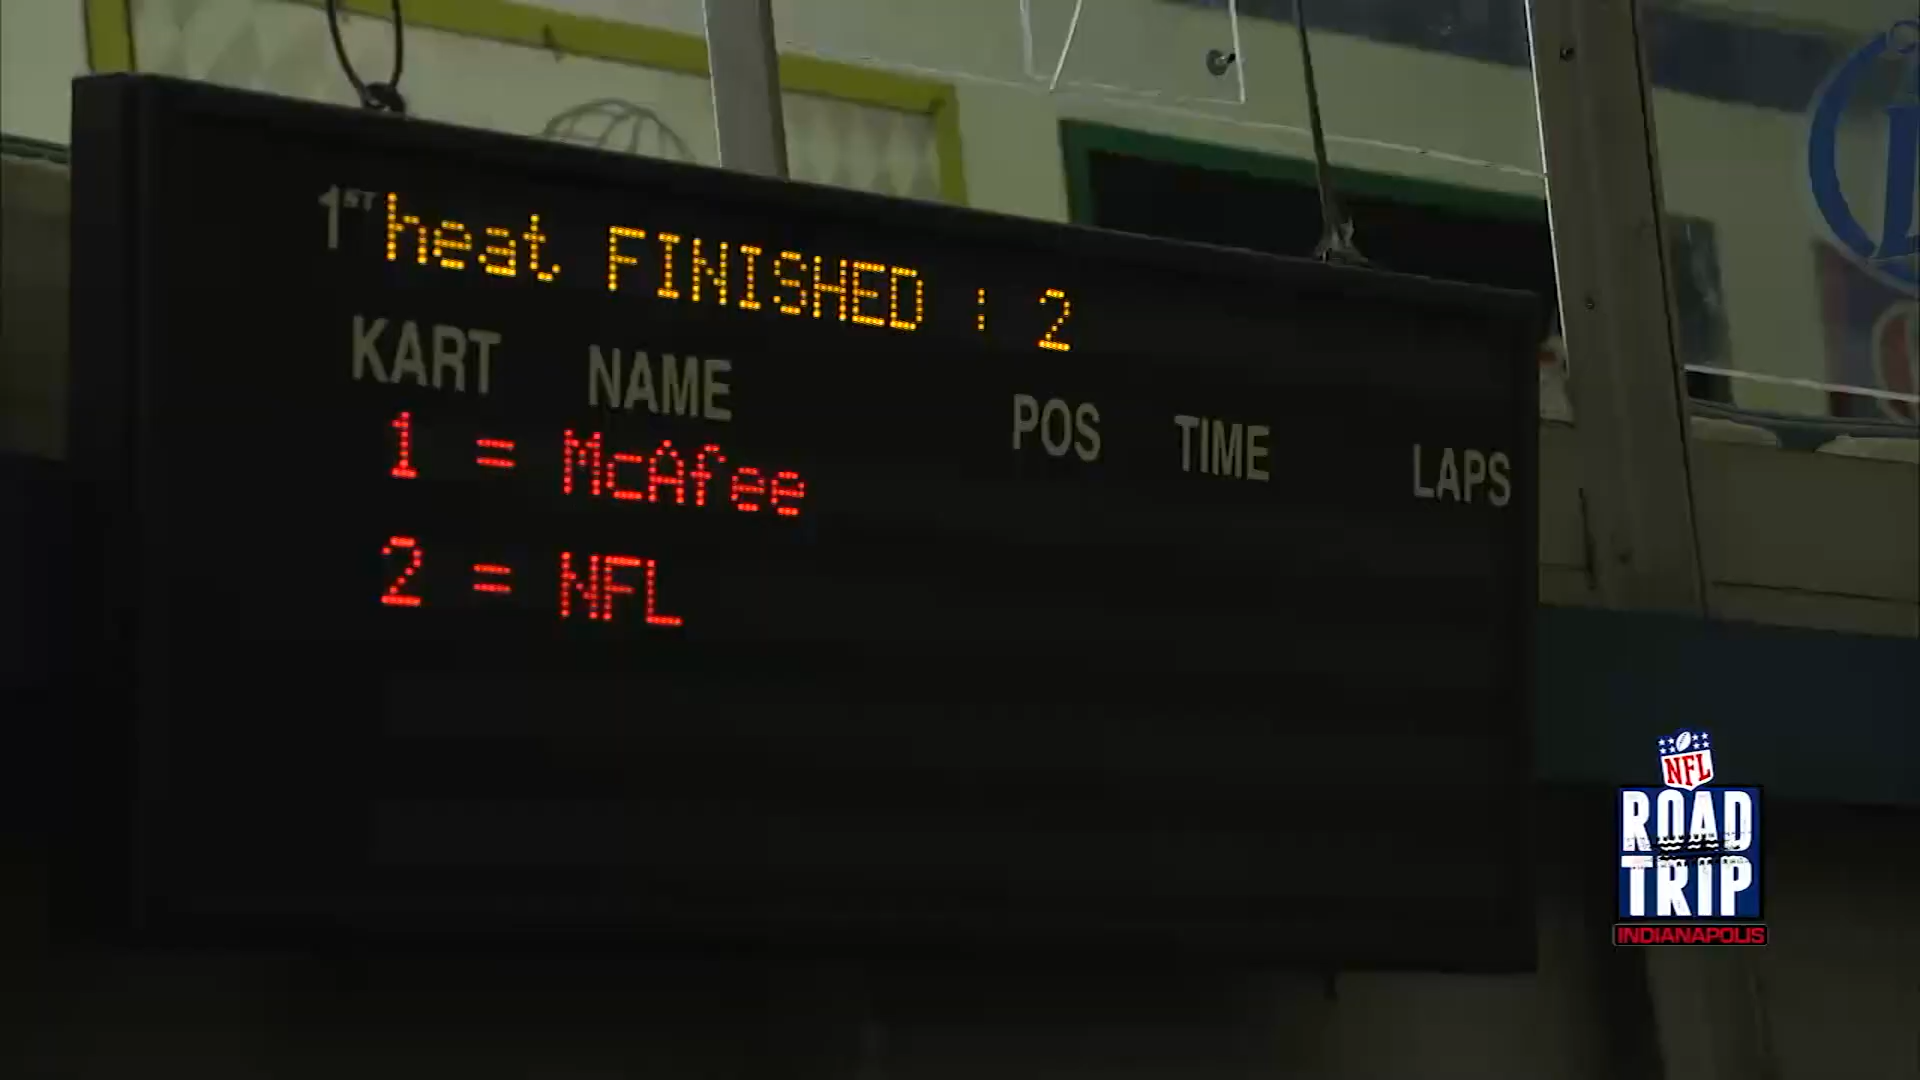 1ST heat FINISHED : 2
KART NAME POS TIME LAPS
1 = McAfee
2 = NFL
NFL
ROAD
TRIP
INDIANAPOLIS